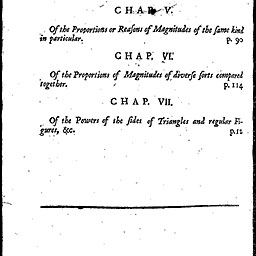 CHAP. V.
Of the Proportions or Reaſons of Magnitudes of the ſame kind
in particular. p. 90
CHAP. VI.
Of the Proportions of Magnitudes of diverſe ſorts compared
together. p. 114
CHAP. VII.
Of the Powers of the ſides of Triangles and regular Fi-
gures, &c. p. 12